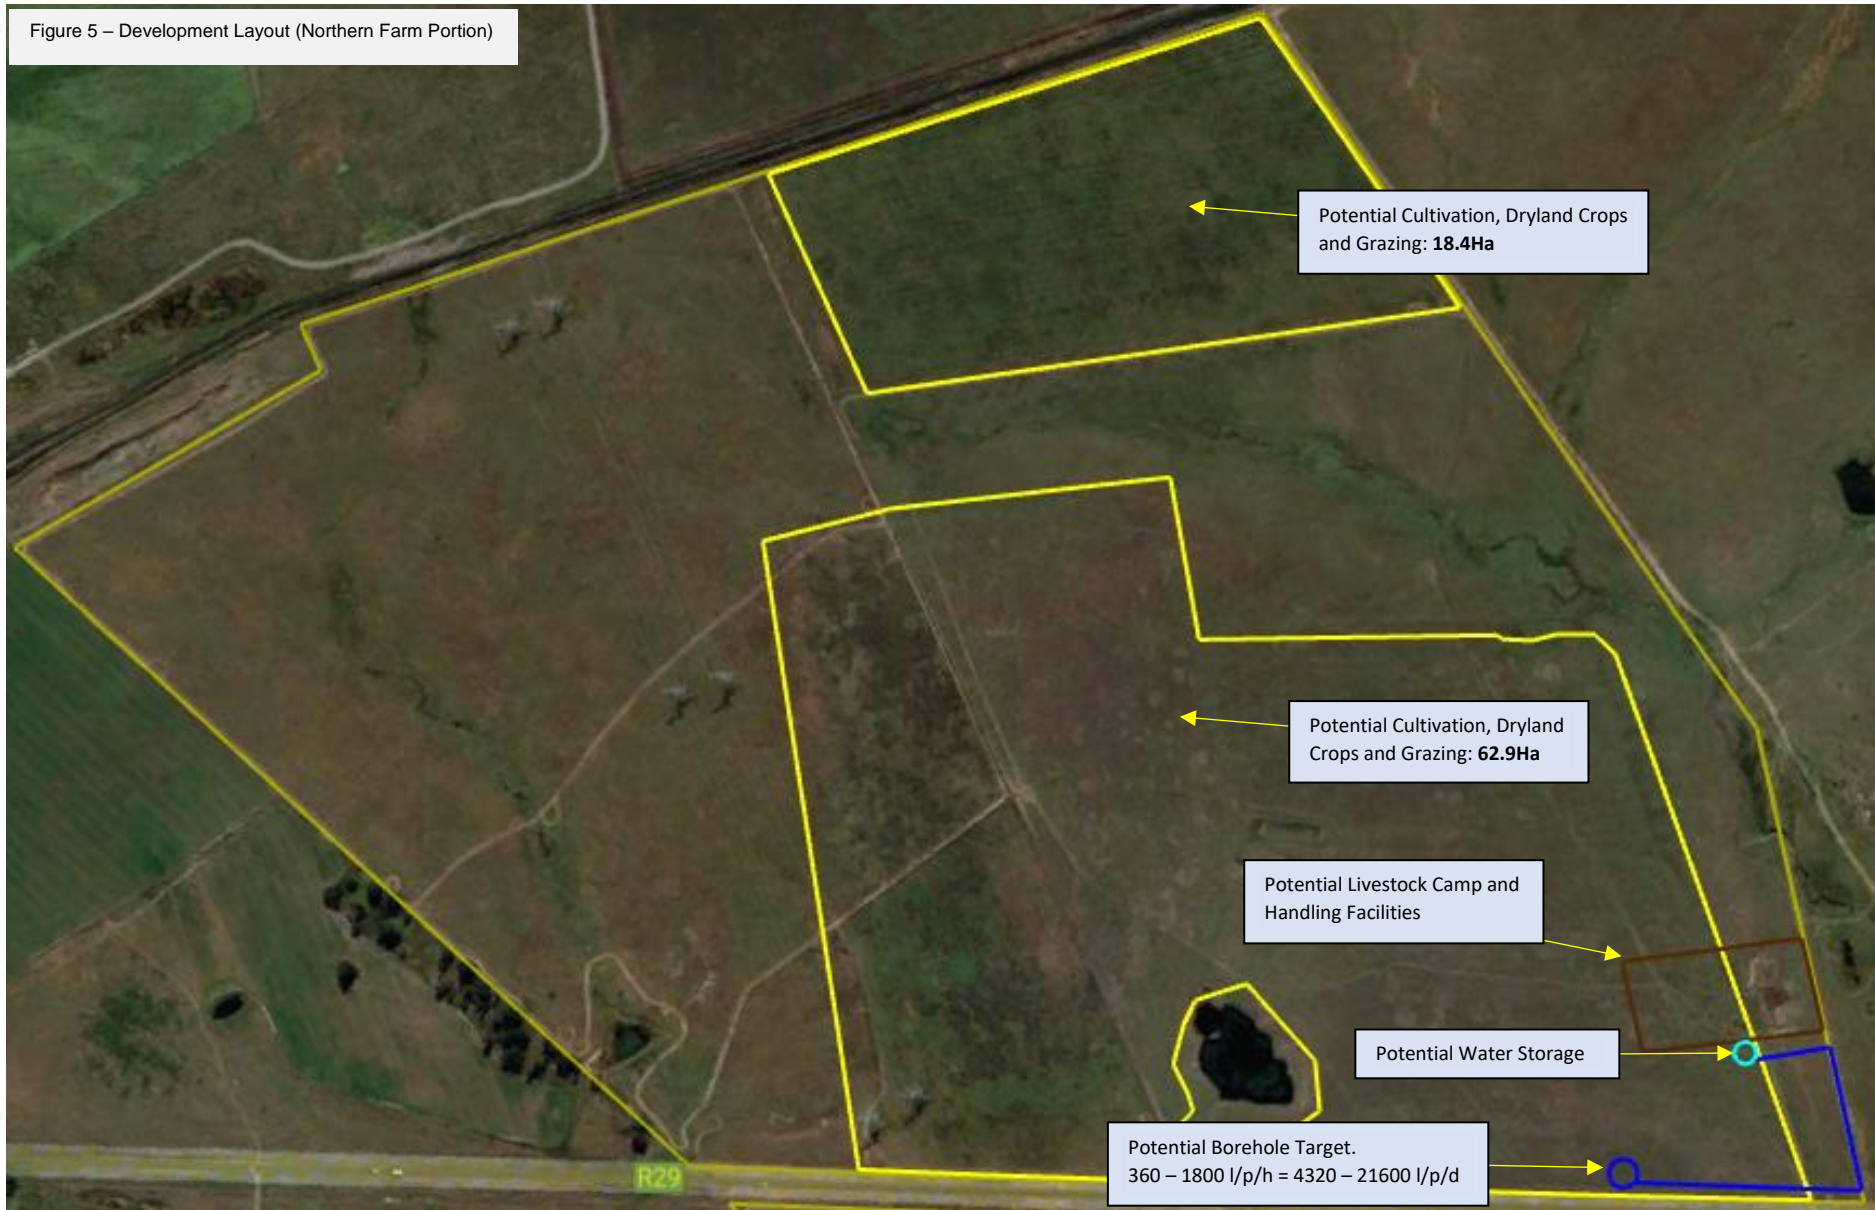 Figure 5 – Development Layout (Northern Farm Portion)
Potential Cultivation, Dryland Crops
and Grazing: 18.4Ha
Potential Cultivation, Dryland
Crops and Grazing: 62.9Ha
Potential Livestock Camp and
Handling Facilities
Potential Water Storage
Potential Borehole Target.
360 – 1800 l/p/h = 4320 – 21600 l/p/d
R29